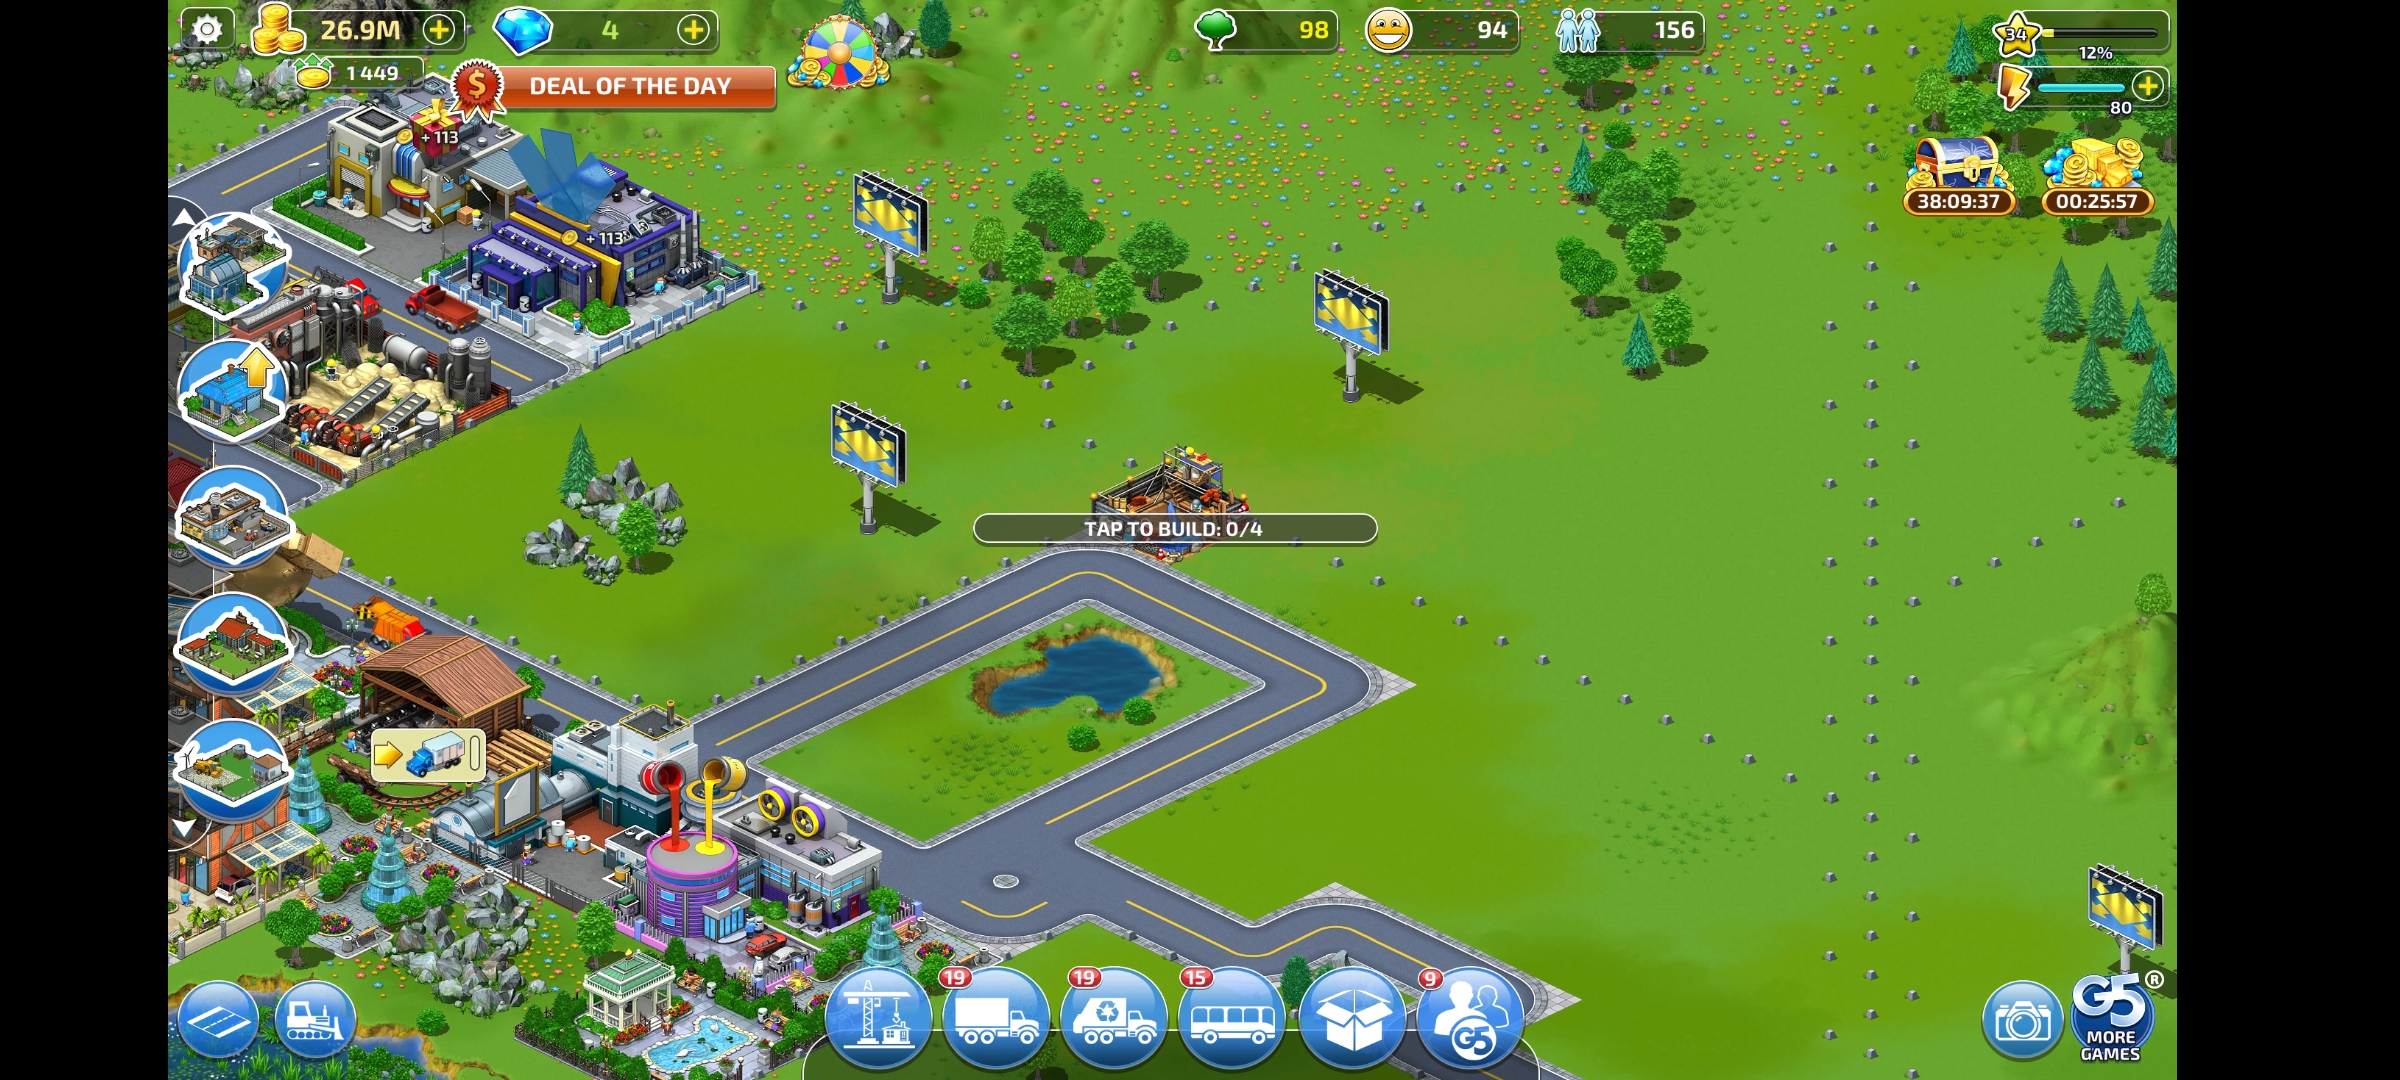 26.9M
4
98
94
156
34
12%
1 449
$
DEAL OF THE DAY
80
+ 113
38:09:37
00:25:57
+ 113
TAP TO BUILD: 0/4
19
19
15
9
G5
G5®
MORE
GAMES